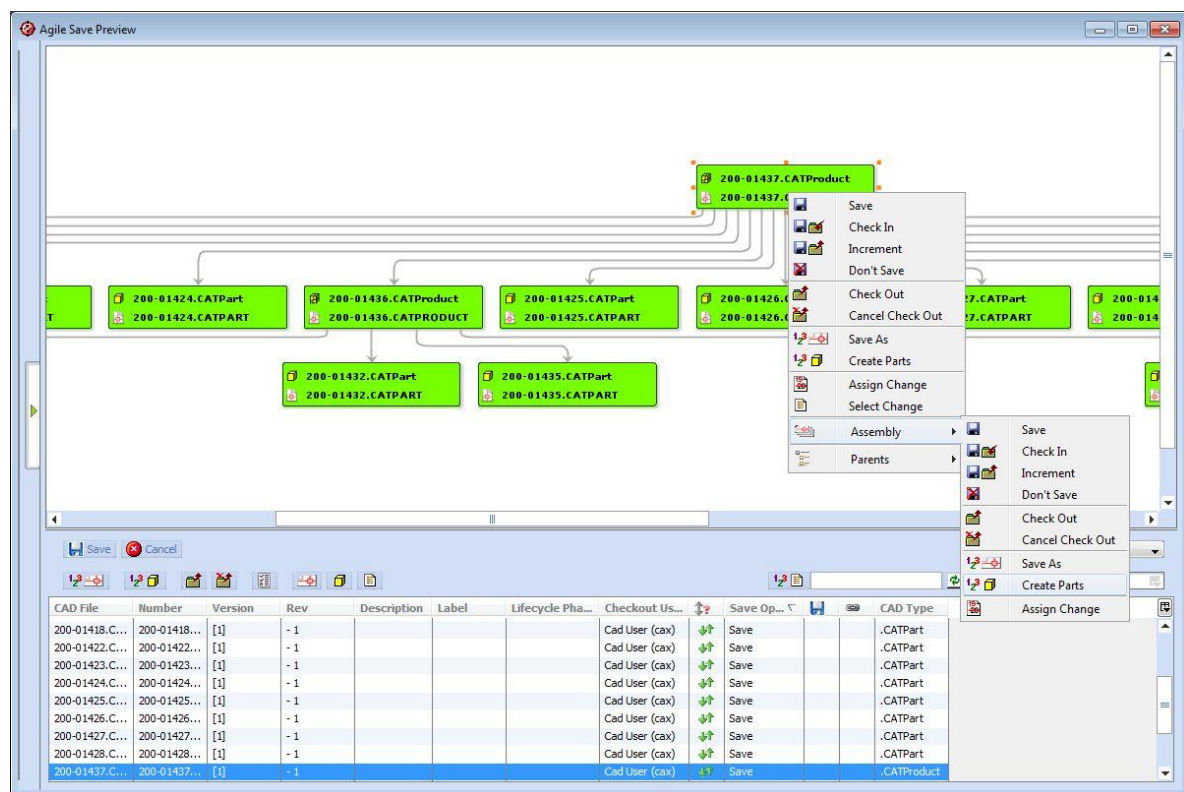 Agile Save Preview
200-01437.CATProduct
200-01437.C
Save
Check In
Increment
Don't Save
Check Out
Cancel Check Out
Save As
Create Parts
Assign Change
Select Change
Assembly
Parents
200-01424.CATPart
200-01424.CATPART
200-01436.CATProduct
200-01436.CATPRODUCT
200-01425.CATPart
200-01425.CATPART
200-01426.C
200-01426.C
27.CATPart
27.CATPART
200-014
200-014
200-01432.CATPart
200-01432.CATPART
200-01435.CATPart
200-01435.CATPART
Save
Check In
Increment
Don't Save
Check Out
Cancel Check Out
Save As
Create Parts
Assign Change
Save Cancel
CAD File Number Version Rev Description Label Lifecycle Pha... Checkout Us... Save Op... CAD Type
200-01418.C... 200-01418... [1] - 1 Cad User (cax) Save .CATPart
200-01422.C... 200-01422... [1] - 1 Cad User (cax) Save .CATPart
200-01423.C... 200-01423... [1] - 1 Cad User (cax) Save .CATPart
200-01424.C... 200-01424... [1] - 1 Cad User (cax) Save .CATPart
200-01425.C... 200-01425... [1] - 1 Cad User (cax) Save .CATPart
200-01426.C... 200-01426... [1] - 1 Cad User (cax) Save .CATPart
200-01427.C... 200-01427... [1] - 1 Cad User (cax) Save .CATPart
200-01428.C... 200-01428... [1] - 1 Cad User (cax) Save .CATPart
200-01437.C... 200-01437... [1] - 1 Cad User (cax) Save .CATProduct